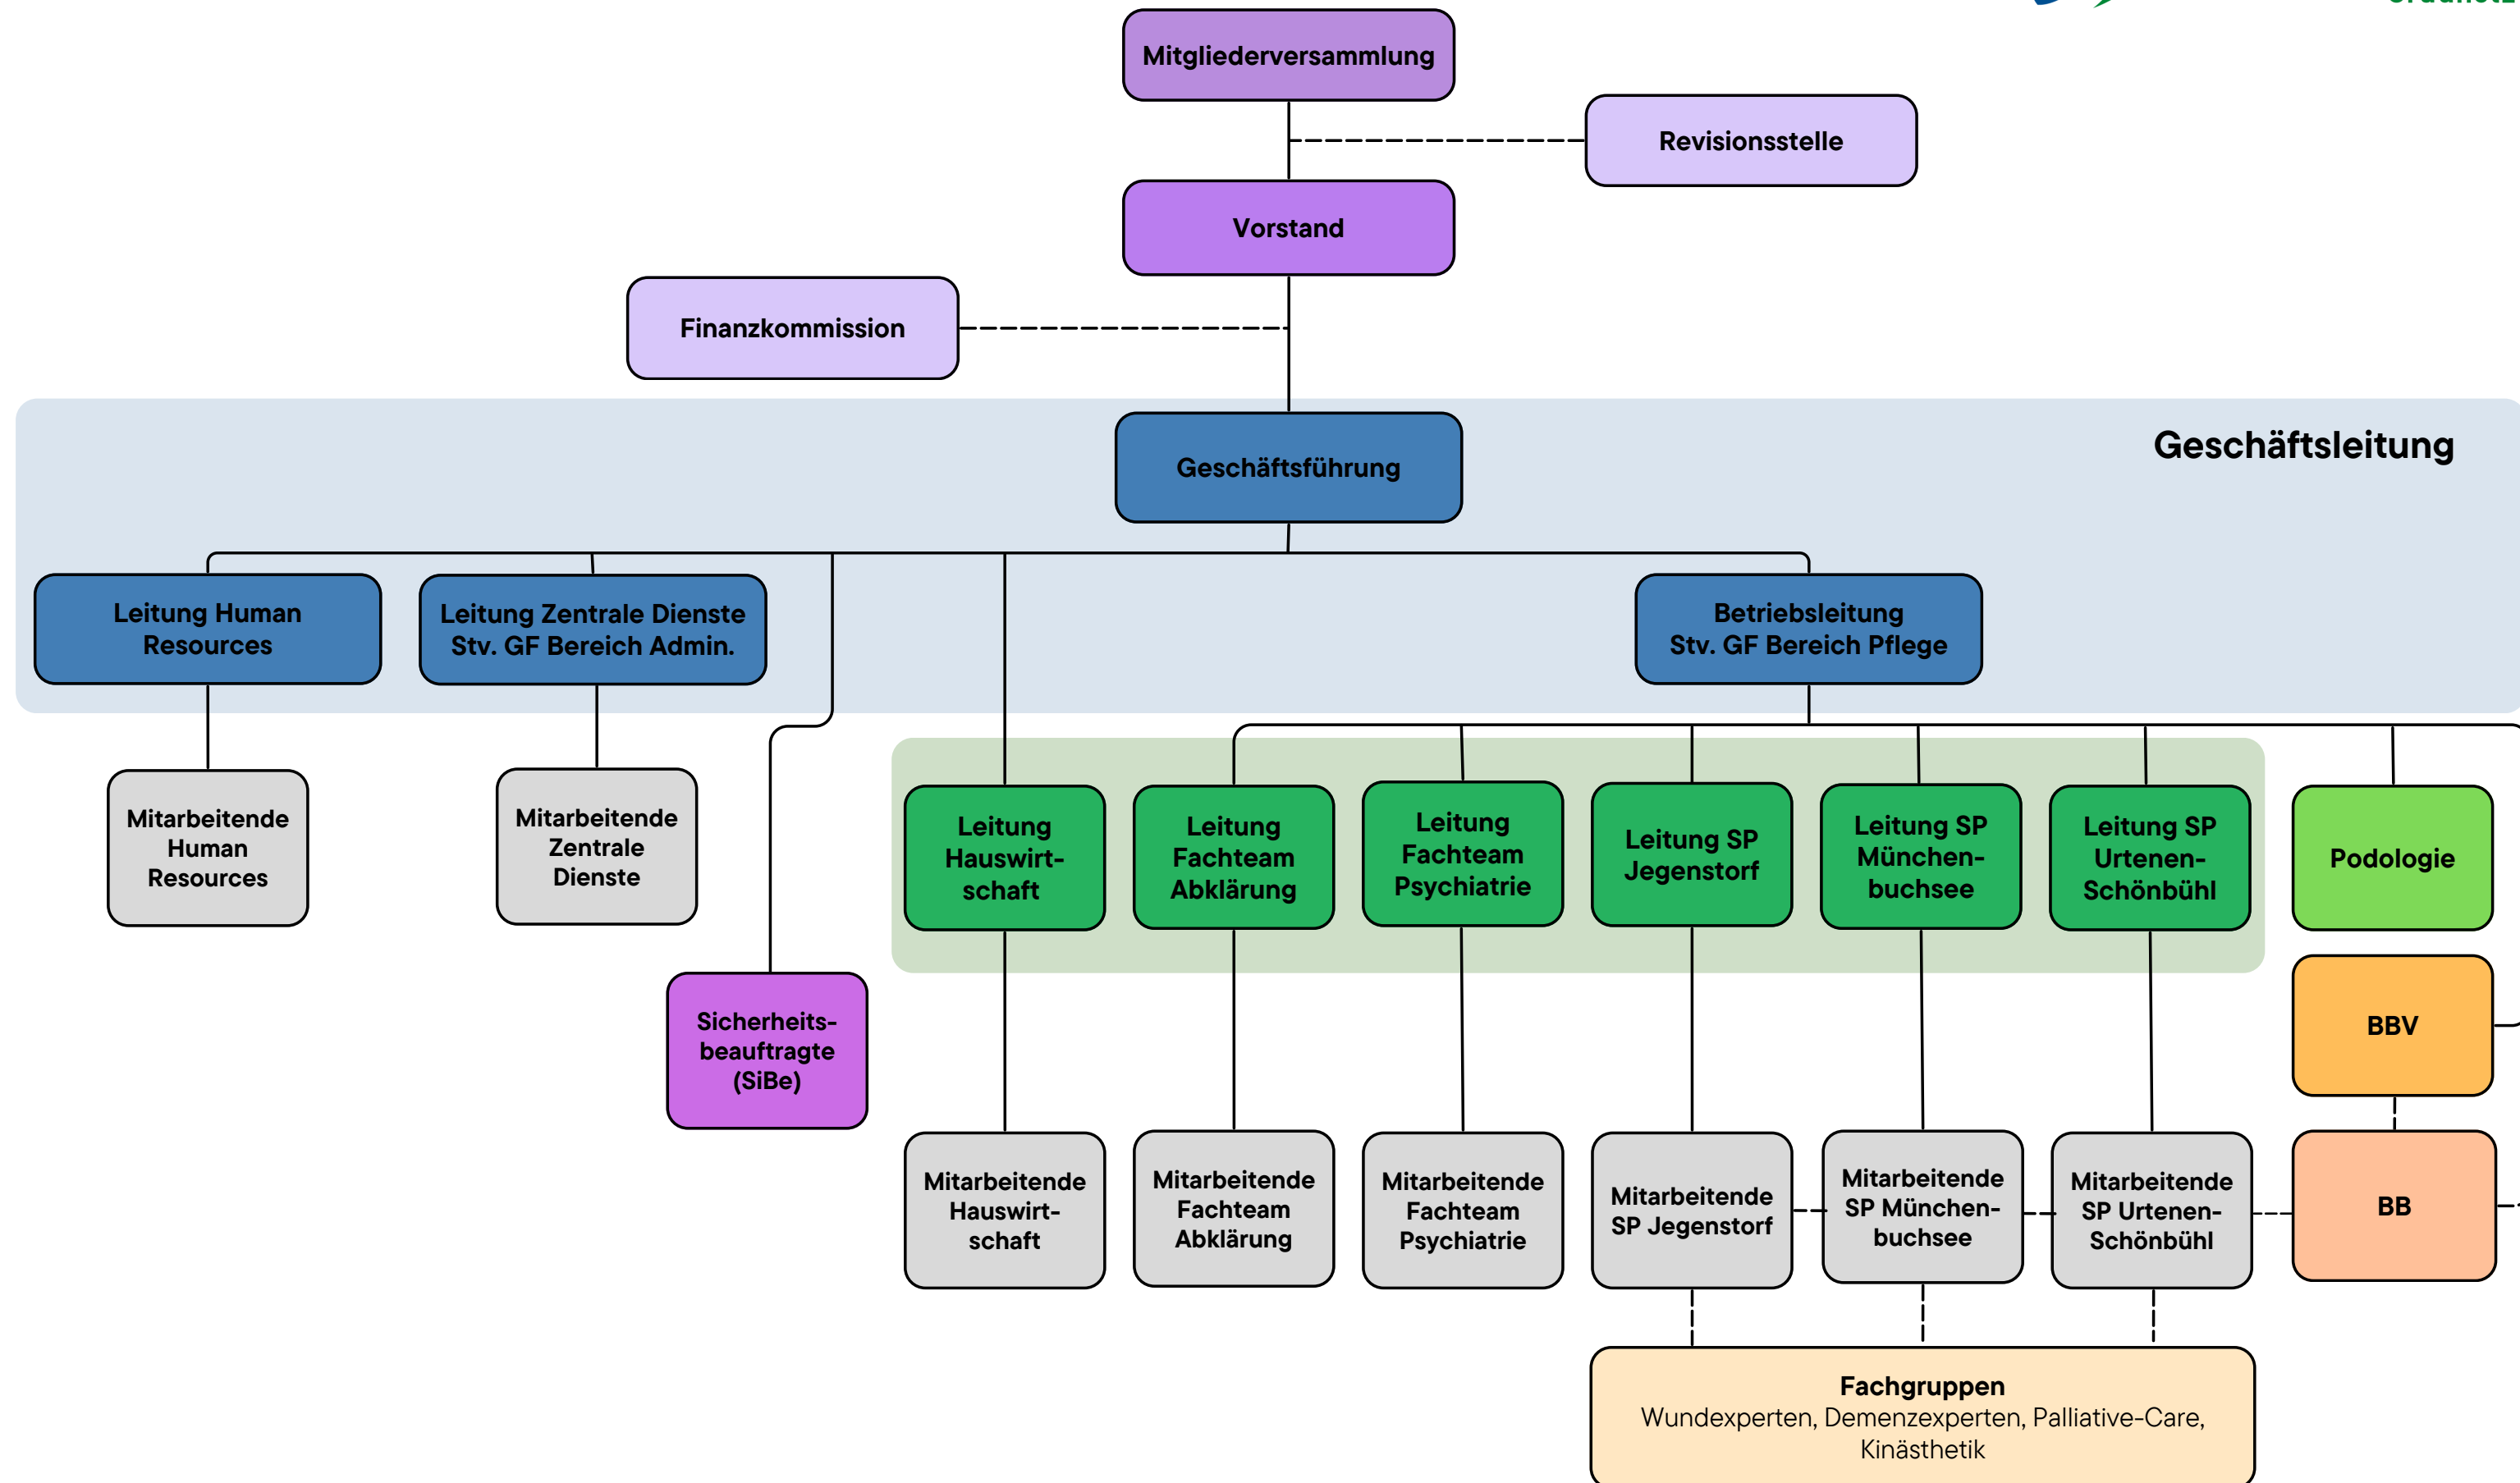 Mitgliederversammlung
Revisionsstelle
Vorstand
Finanzkommission
Geschäftsleitung
Geschäftsführung
Leitung Human
Resources
Leitung Zentrale Dienste
Stv. GF Bereich Admin.
Betriebsleitung
Stv. GF Bereich Pflege
Mitarbeitende
Human
Resources
Mitarbeitende
Zentrale
Dienste
Leitung
Hauswirt-
schaft
Leitung
Fachteam
Abklärung
Leitung
Fachteam
Psychiatrie
Leitung SP
Jegenstorf
Leitung SP
München-
buchsee
Leitung SP
Urtenen-
Schönbühl
Podologie
Sicherheits-
beauftragte
(SiBe)
BBV
Mitarbeitende
Hauswirt-
schaft
Mitarbeitende
Fachteam
Abklärung
Mitarbeitende
Fachteam
Psychiatrie
Mitarbeitende
SP Jegenstorf
Mitarbeitende
SP München-
buchsee
Mitarbeitende
SP Urtenen-
Schönbühl
BB
Fachgruppen
Wundexperten, Demenzexperten, Palliative-Care,
Kinästhetik